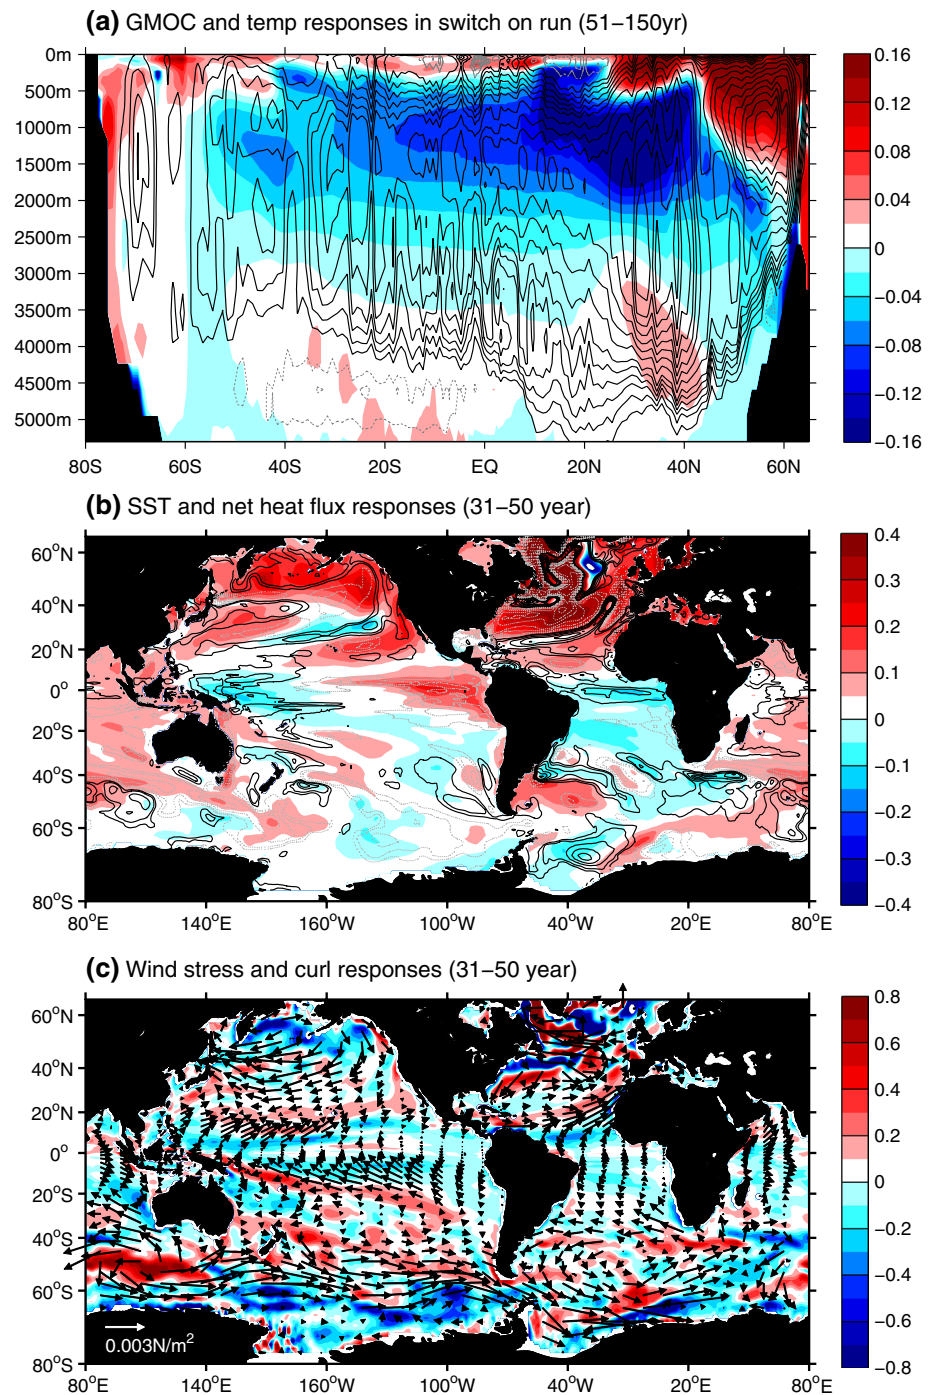 (a) GMOC and temp responses in switch on run (51−150yr)
0m
500m
1000m
1500m
2000m
2500m
3000m
3500m
4000m
4500m
5000m
80S 60S 40S 20S EQ 20N 40N 60N
0.16
0.12
0.08
0.04
0
−0.04
−0.08
−0.12
−0.16
(b) SST and net heat flux responses (31−50 year)
60°N
40°N
20°N
0°
20°S
40°S
60°S
80°S
80°E 140°E 160°W 100°W 40°W 20°E 80°E
0.4
0.3
0.2
0.1
0
−0.1
−0.2
−0.3
−0.4
(c) Wind stress and curl responses (31−50 year)
60°N
40°N
20°N
0°
20°S
40°S
60°S
80°S
0.003N/m²
80°E 140°E 160°W 100°W 40°W 20°E 80°E
0.8
0.6
0.4
0.2
0
−0.2
−0.4
−0.6
−0.8